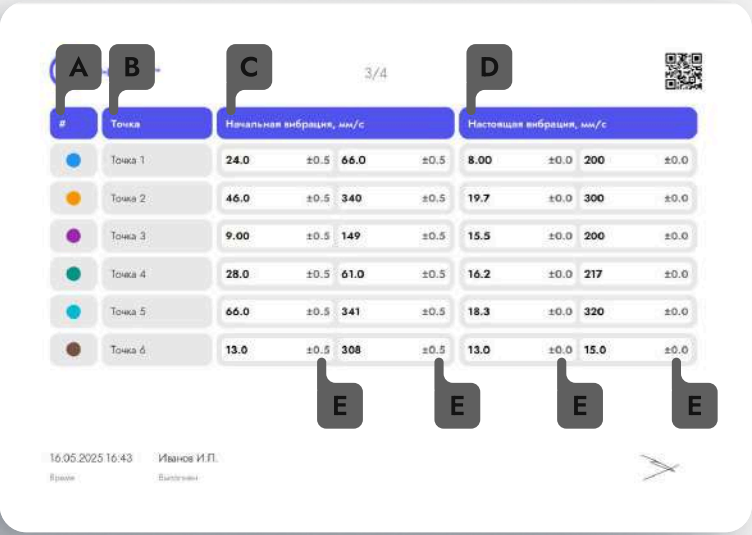 A B C D
3/4
# Точка Начальная вибрация, мм/с Настоящая вибрация, мм/с
Точка 1 24.0 ±0.5 66.0 ±0.5 8.00 ±0.0 200 ±0.0
Точка 2 46.0 ±0.5 340 ±0.5 19.7 ±0.0 300 ±0.0
Точка 3 9.00 ±0.5 149 ±0.5 15.5 ±0.0 200 ±0.0
Точка 4 28.0 ±0.5 61.0 ±0.5 16.2 ±0.0 217 ±0.0
Точка 5 66.0 ±0.5 341 ±0.5 18.3 ±0.0 320 ±0.0
Точка 6 13.0 ±0.5 308 ±0.5 13.0 ±0.0 15.0 ±0.0
E E E E
16.05.2025 16:43 Иванов И.П.
Время Выполнен